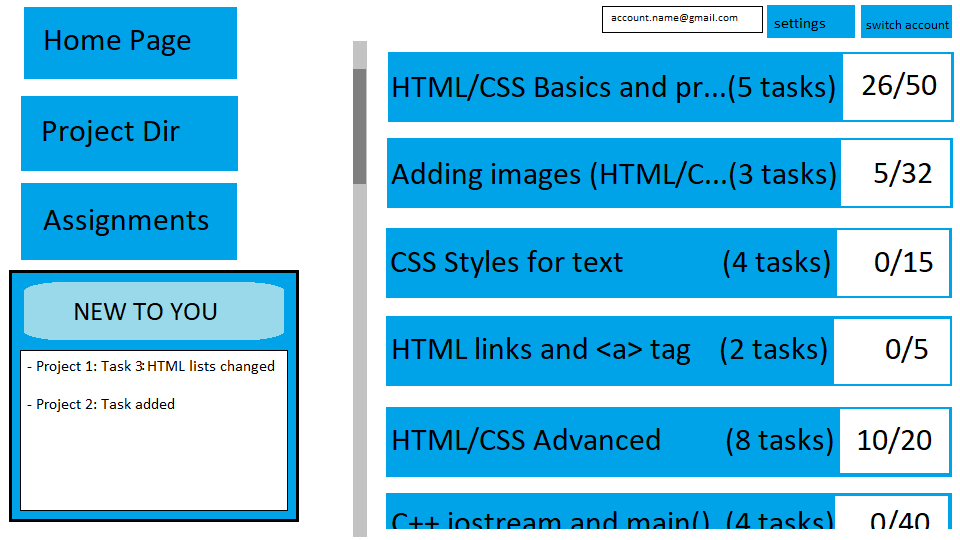 Home Page
Project Dir
Assignments
NEW TO YOU
- Project 1: Task 3:HTML lists changed
- Project 2: Task added
account.name@gmail.com
settings
switch account
HTML/CSS Basics and pr...(5 tasks) 26/50
Adding images (HTML/C...(3 tasks) 5/32
CSS Styles for text (4 tasks) 0/15
HTML links and <a> tag (2 tasks) 0/5
HTML/CSS Advanced (8 tasks) 10/20
C++ iostream and main() (4 tasks) 0/40